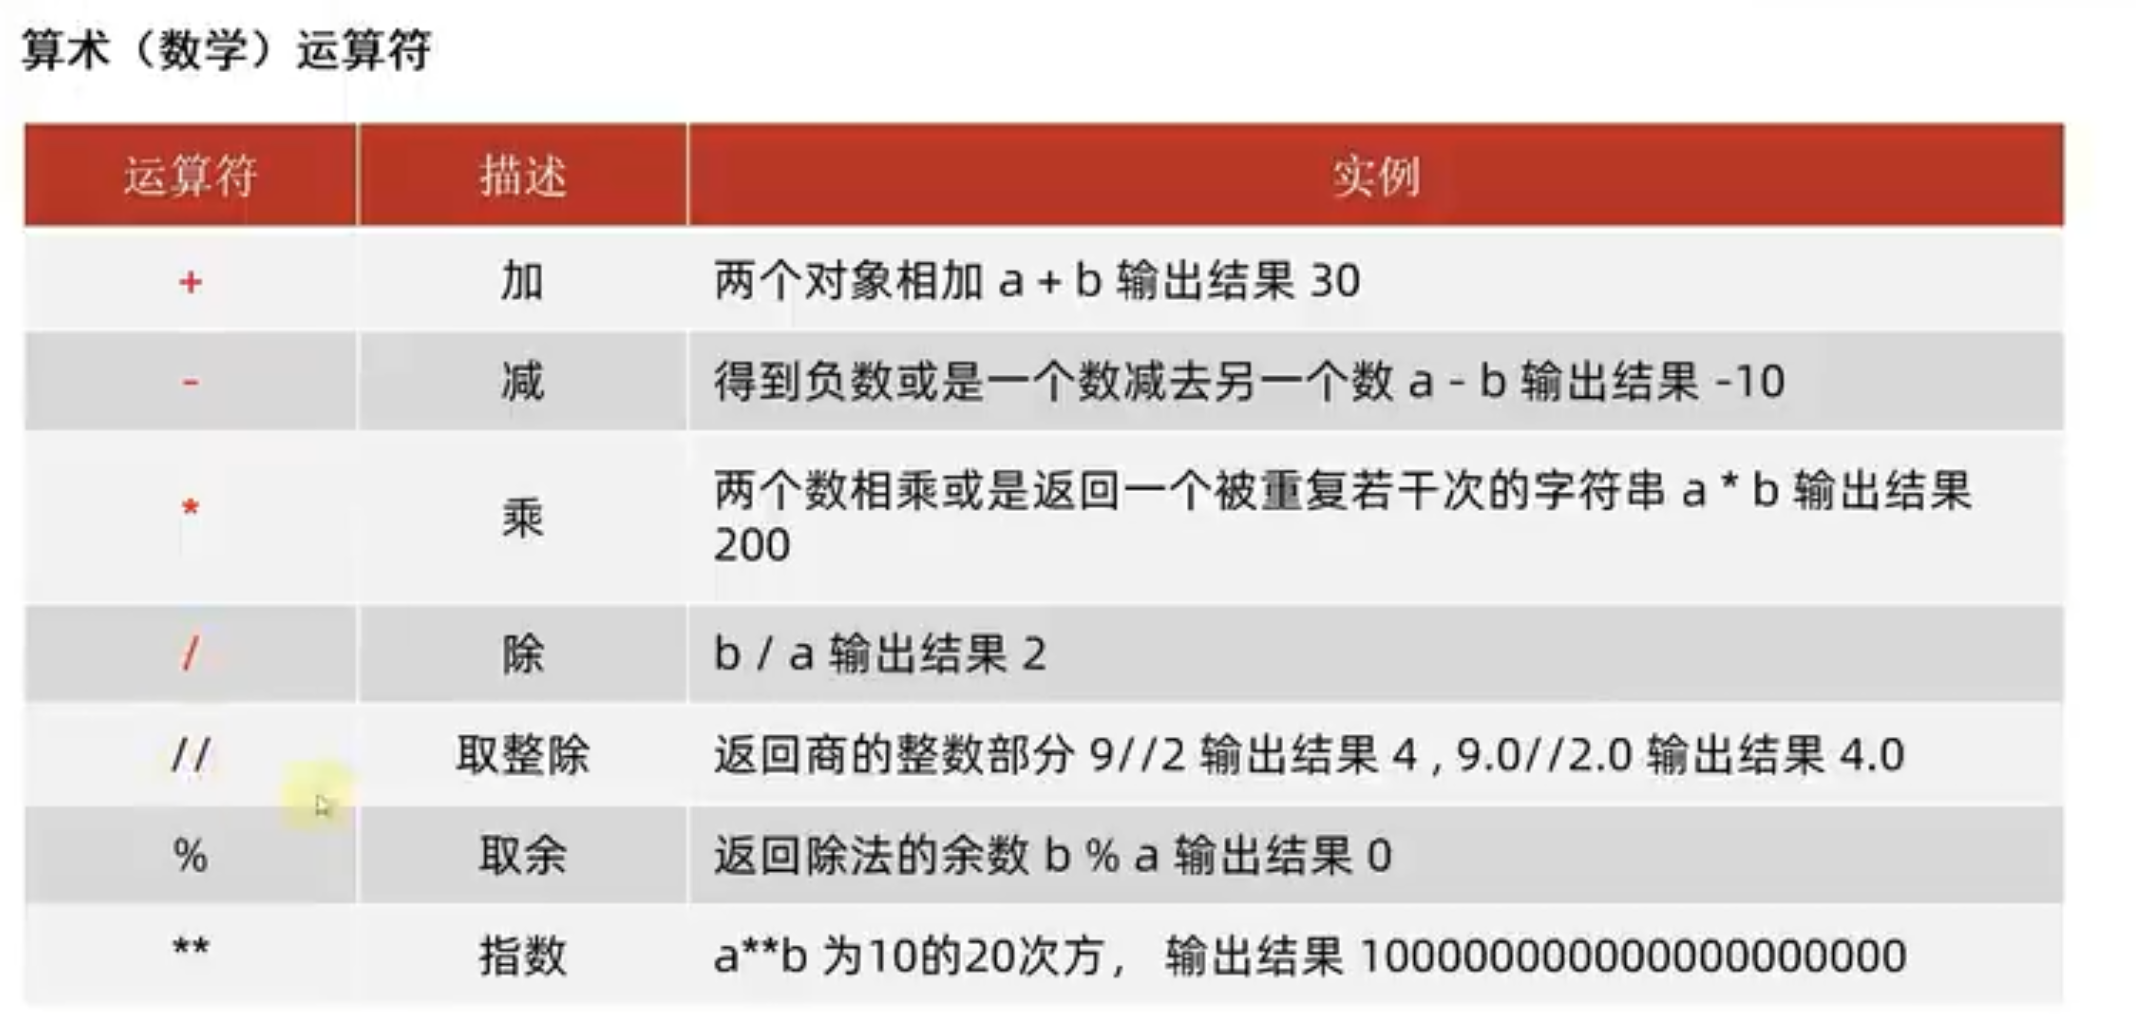 算术（数学）运算符
运算符 描述 实例
+ 加 两个对象相加 a + b 输出结果 30
- 减 得到负数或是一个数减去另一个数 a - b 输出结果 -10
* 乘 两个数相乘或是返回一个被重复若干次的字符串 a * b 输出结果
200
/ 除 b / a 输出结果 2
// 取整除 返回商的整数部分 9//2 输出结果 4 , 9.0//2.0 输出结果 4.0
% 取余 返回除法的余数 b % a 输出结果 0
** 指数 a**b 为10的20次方， 输出结果 100000000000000000000